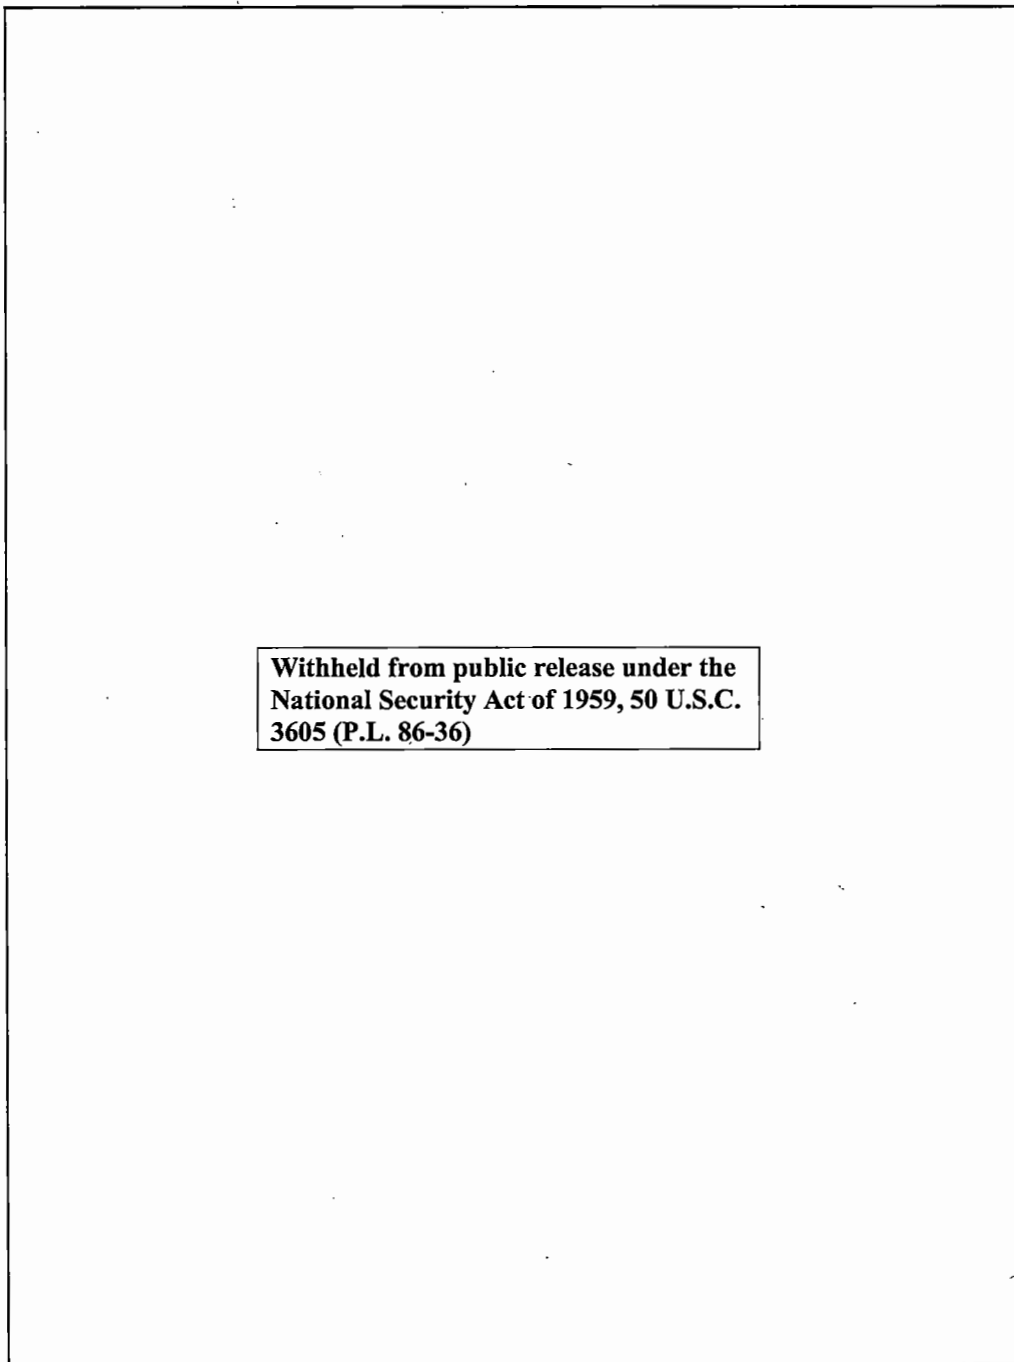 Withheld from public release under the
National Security Act of 1959, 50 U.S.C.
3605 (P.L. 86-36)